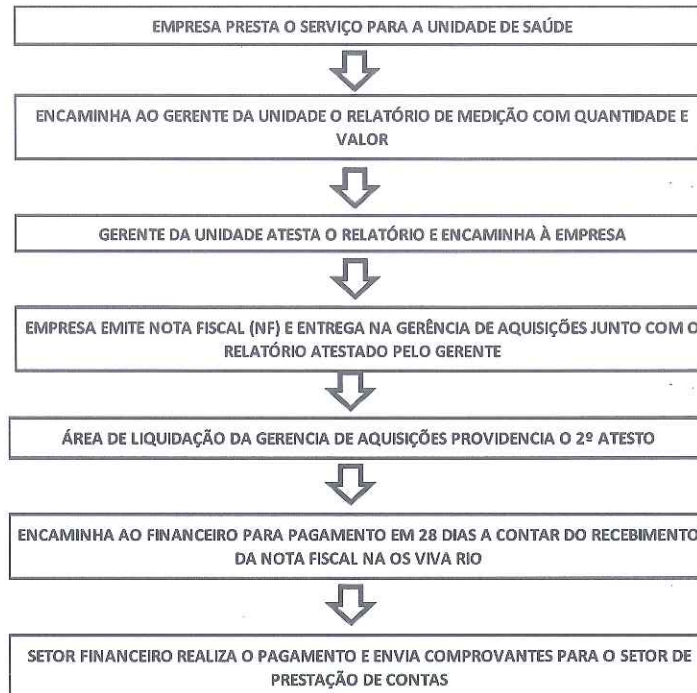 EMPRESA PRESTA O SERVIÇO PARA A UNIDADE DE SAÚDE
ENCAMINHA AO GERENTE DA UNIDADE O RELATÓRIO DE MEDIÇÃO COM QUANTIDADE E
VALOR
GERENTE DA UNIDADE ATESTA O RELATÓRIO E ENCAMINHA À EMPRESA
EMPRESA EMITE NOTA FISCAL (NF) E ENTREGA NA GERÊNCIA DE AQUISIÇÕES JUNTO COM O
RELATÓRIO ATESTADO PELO GERENTE
ÁREA DE LIQUIDAÇÃO DA GERENCIA DE AQUISIÇÕES PROVIDENCIA O 2º ATESTO
ENCAMINHA AO FINANCEIRO PARA PAGAMENTO EM 28 DIAS A CONTAR DO RECEBIMENTO
DA NOTA FISCAL NA OS VIVA RIO
SETOR FINANCEIRO REALIZA O PAGAMENTO E ENVIA COMPROVANTES PARA O SETOR DE
PRESTAÇÃO DE CONTAS